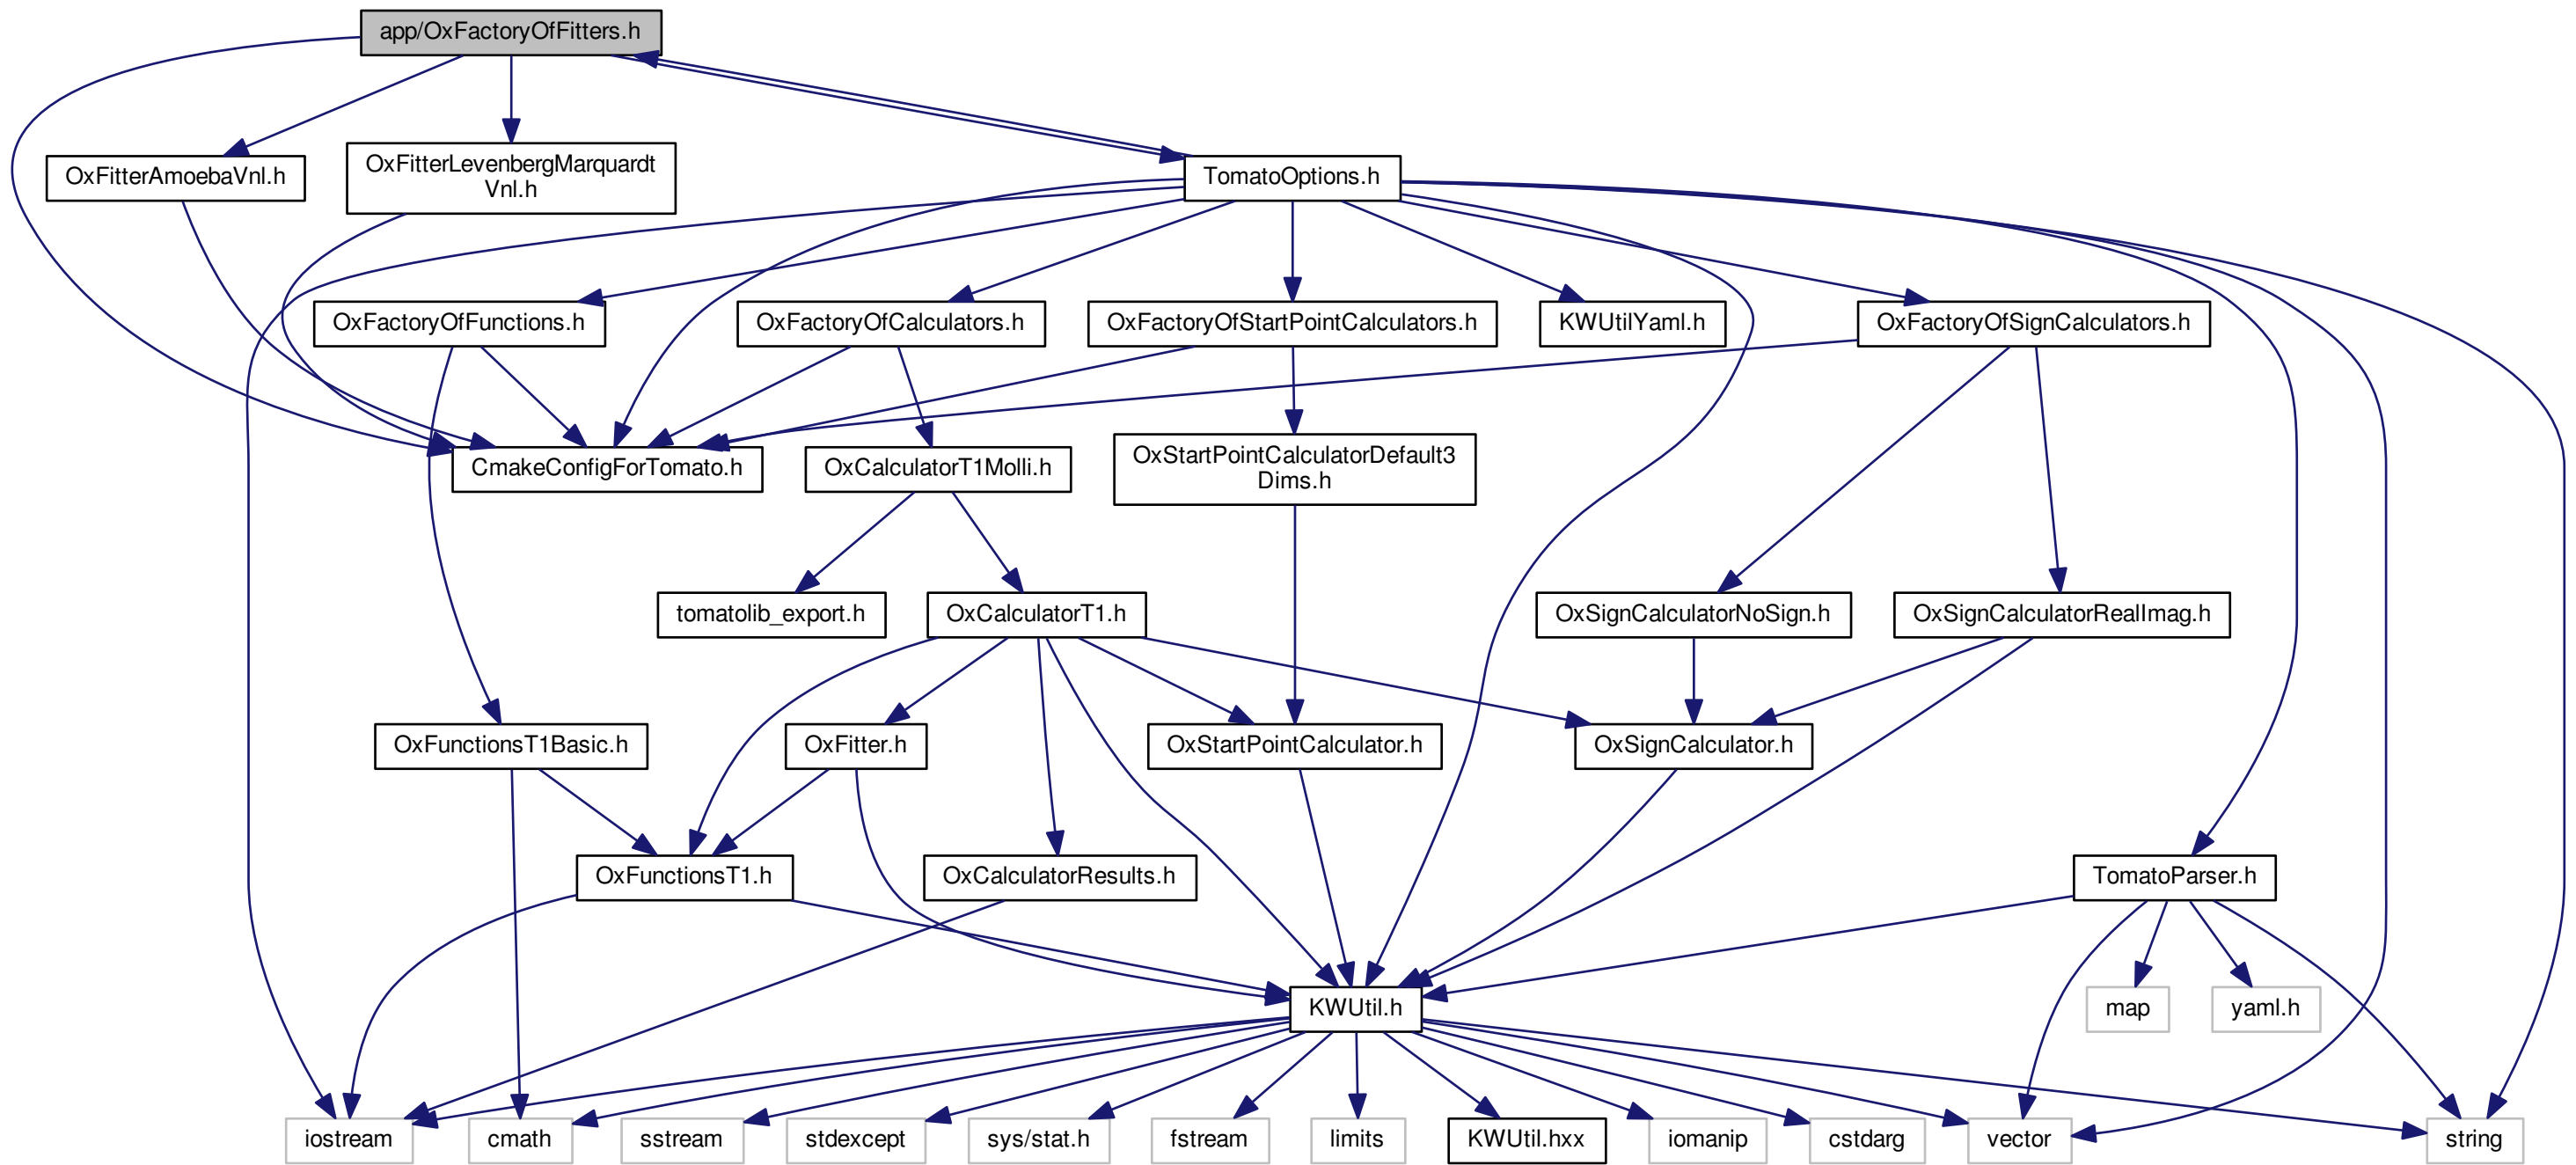 app/OxFactoryOfFitters.h
OxFitterAmoebaVnl.h
OxFitterLevenbergMarquardt
Vnl.h
TomatoOptions.h
OxFactoryOfFunctions.h
OxFactoryOfCalculators.h
OxFactoryOfStartPointCalculators.h
KWUtilYaml.h
OxFactoryOfSignCalculators.h
CmakeConfigForTomato.h
OxCalculatorT1Molli.h
OxStartPointCalculatorDefault3
Dims.h
tomatolib_export.h
OxCalculatorT1.h
OxSignCalculatorNoSign.h
OxSignCalculatorRealImag.h
OxFunctionsT1Basic.h
OxFitter.h
OxStartPointCalculator.h
OxSignCalculator.h
OxFunctionsT1.h
OxCalculatorResults.h
TomatoParser.h
KWUtil.h
map
yaml.h
iostream
cmath
sstream
stdexcept
sys/stat.h
fstream
limits
KWUtil.hxx
iomanip
cstdarg
vector
string